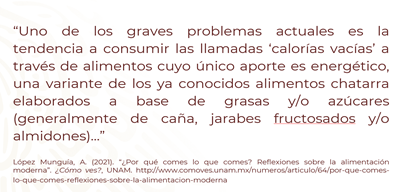 “Uno de los graves problemas actuales es la
tendencia a consumir las llamadas ‘calorías vacías’ a
través de alimentos cuyo único aporte es energético,
una variante de los ya conocidos alimentos chatarra
elaborados a base de grasas y/o azúcares
(generalmente de caña, jarabes fructosados y/o
almidones)…”
López Munguía, A. (2021). “¿Por qué comes lo que comes? Reflexiones sobre la alimentación
moderna”. ¿Cómo ves?, UNAM. http://www.comoves.unam.mx/numeros/articulo/64/por-que-comes-
lo-que-comes-reflexiones-sobre-la-alimentacion-moderna